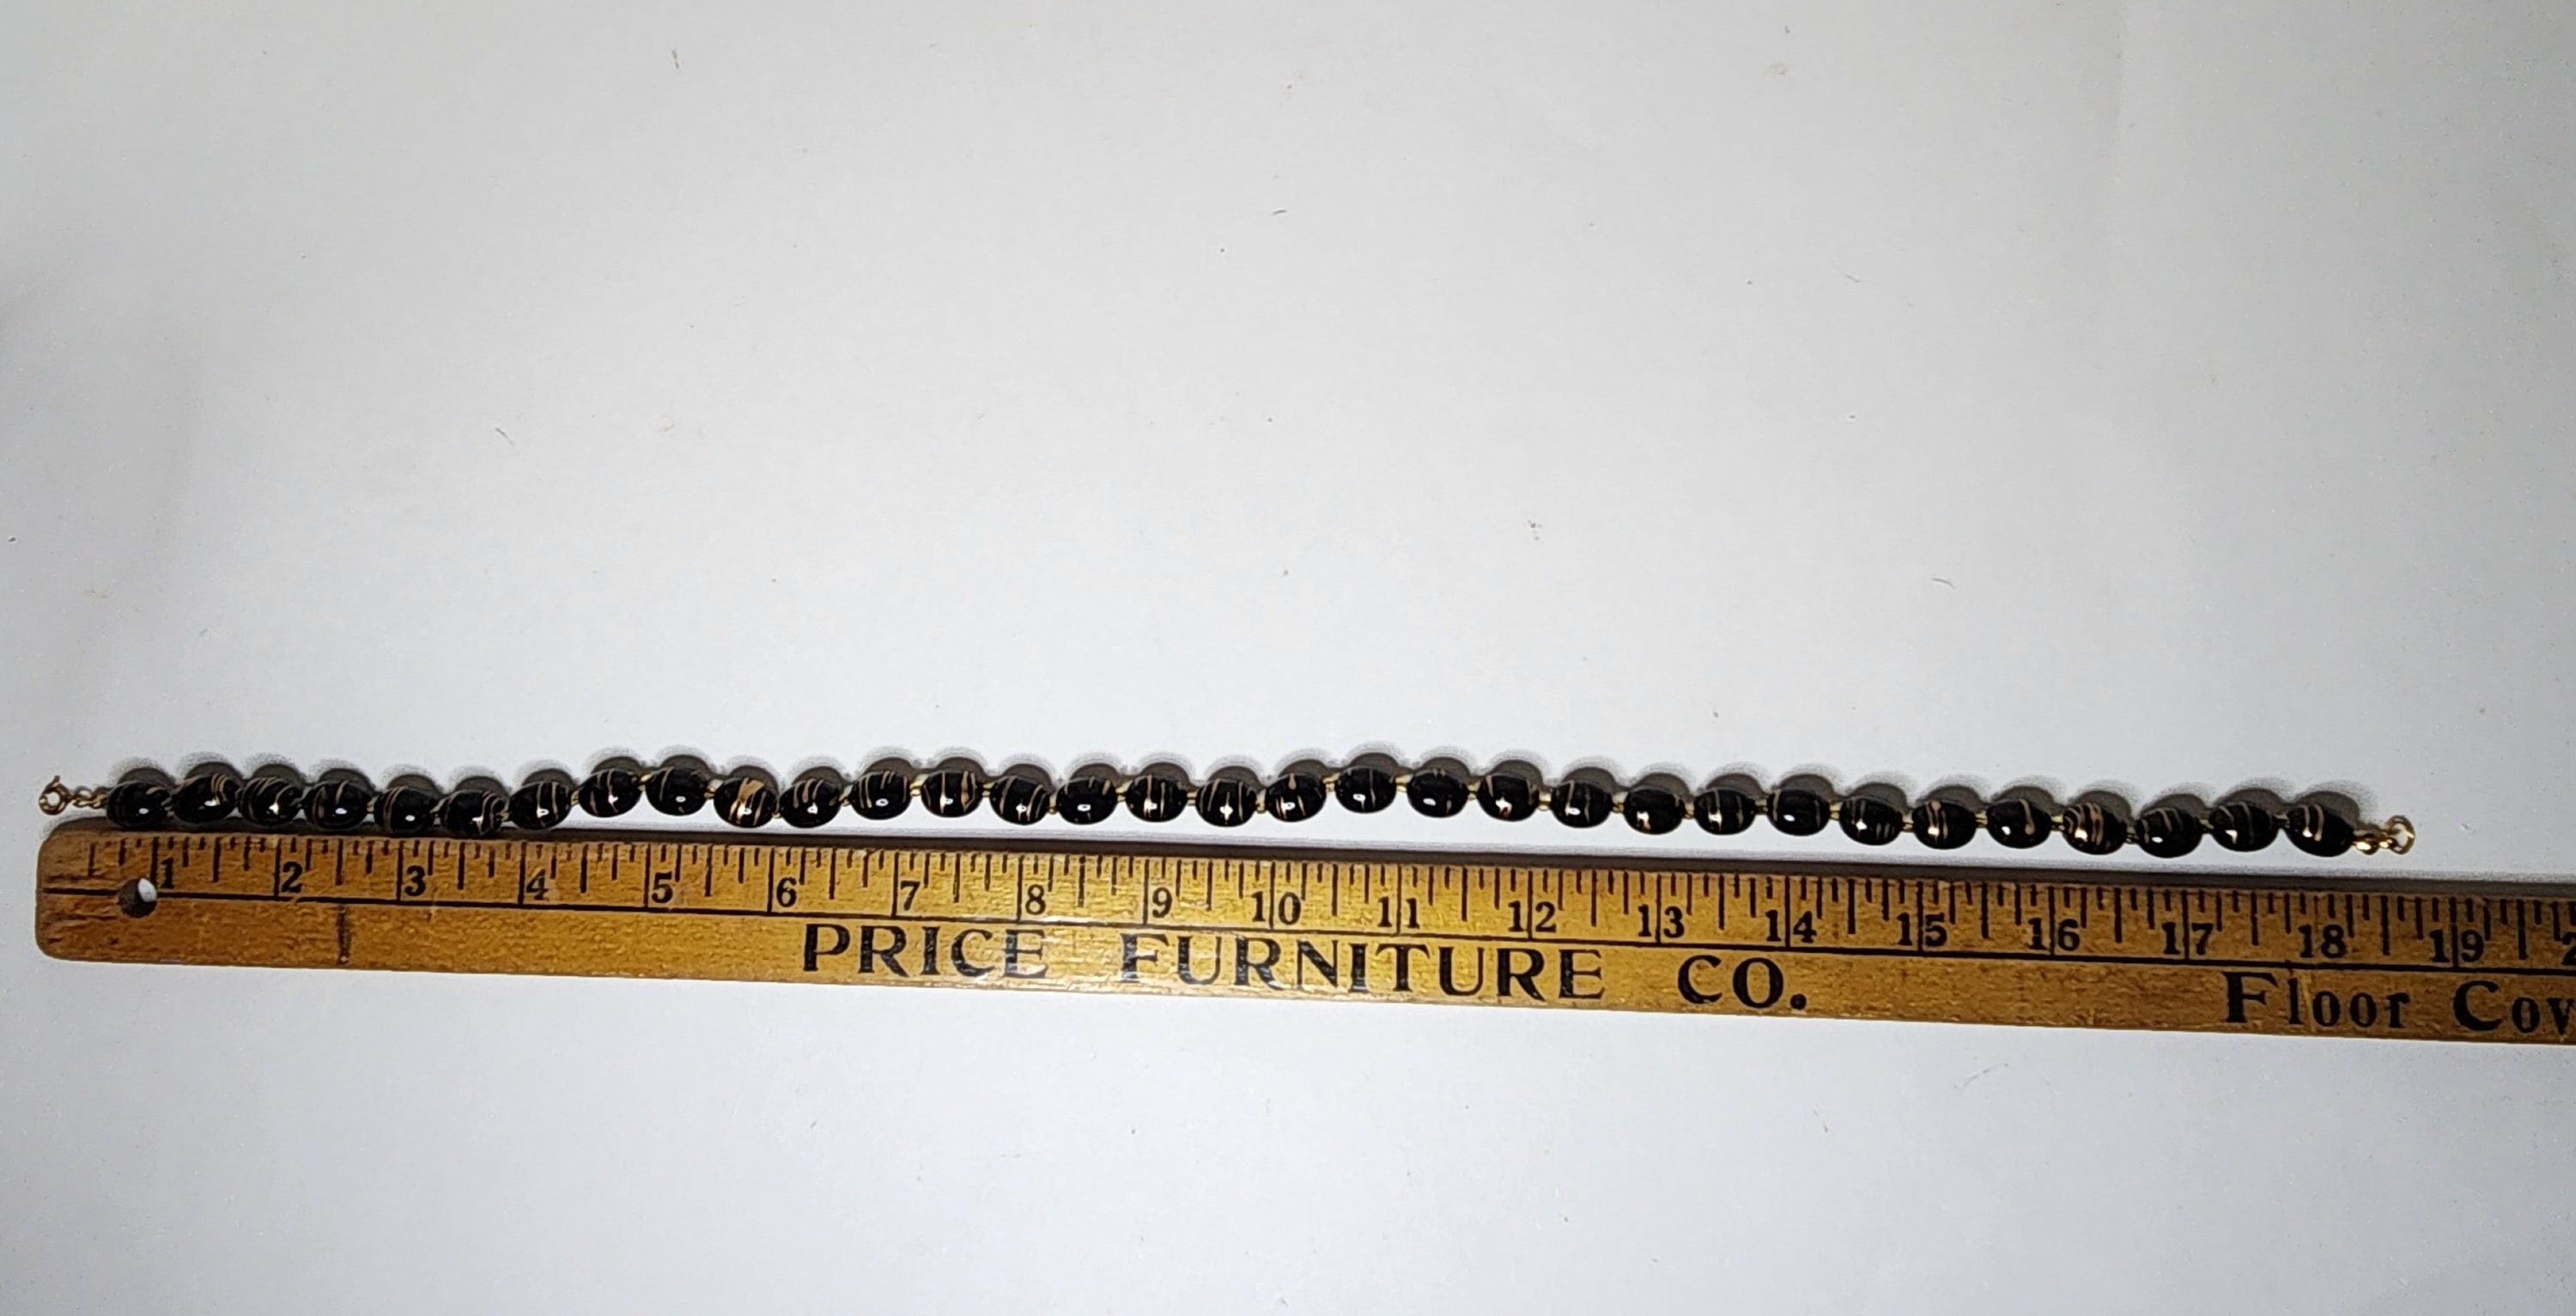 1 2 3 4 5 6 7 8 9 10 11 12 13 14 15 16 17 18 19
PRICE FURNITURE CO.
Floor Cov